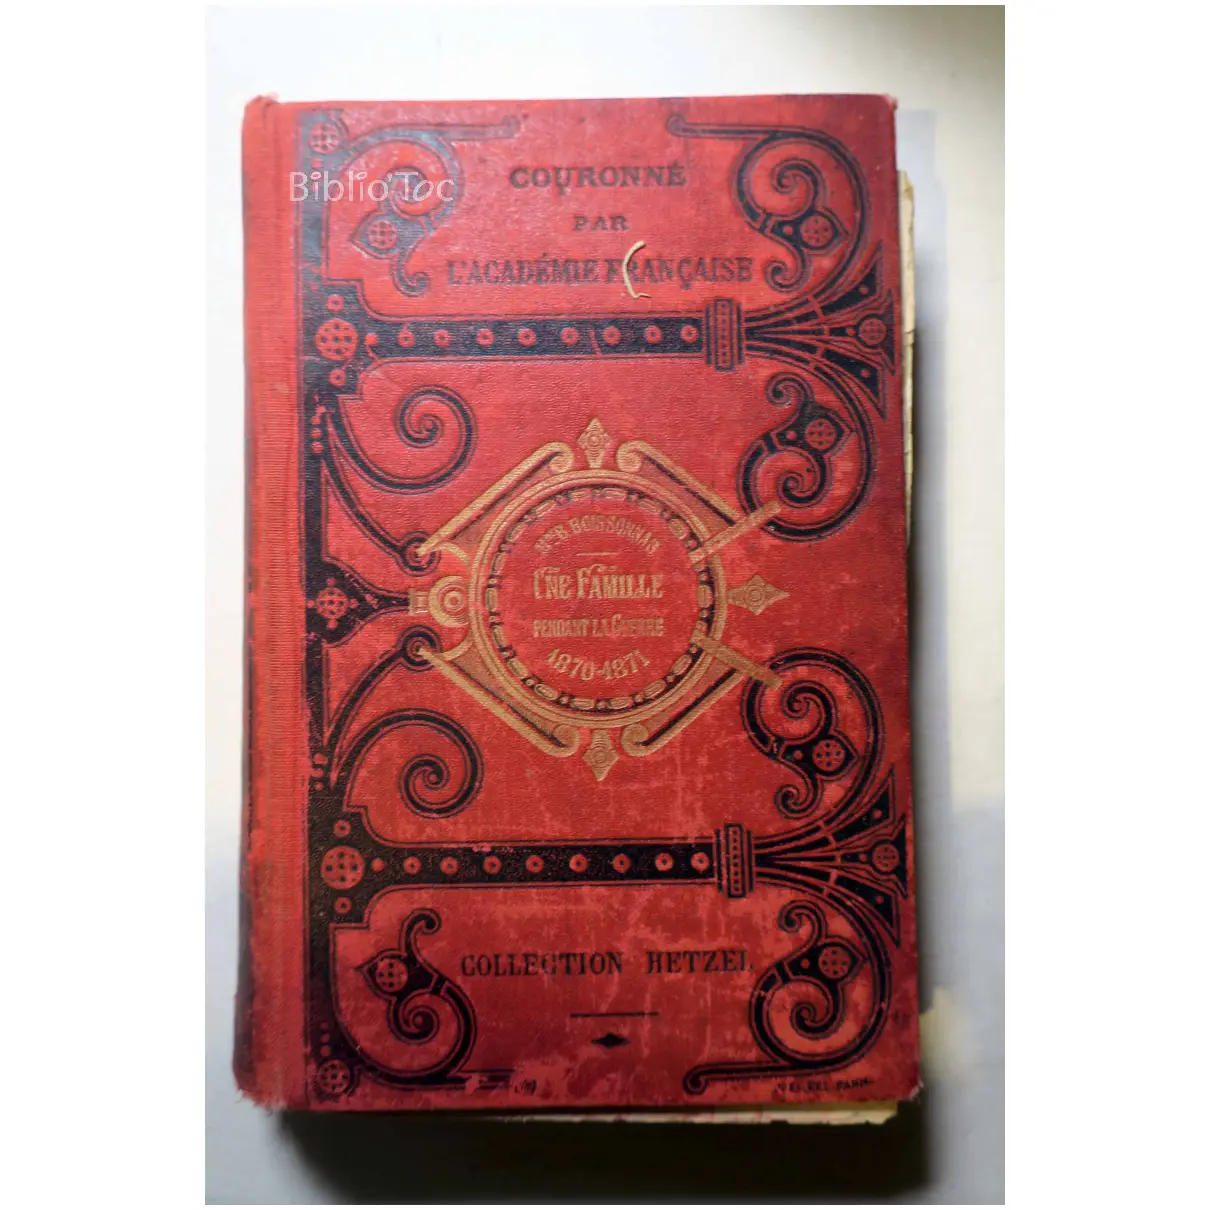 Biblio'Toc
COURONNÉ
PAR
L'ACADÉMIE FRANÇAISE
Mme B. BOISSONNAS
UNE FAMILLE
PENDANT LA GUERRE
1870-1871
COLLECTION HETZEL